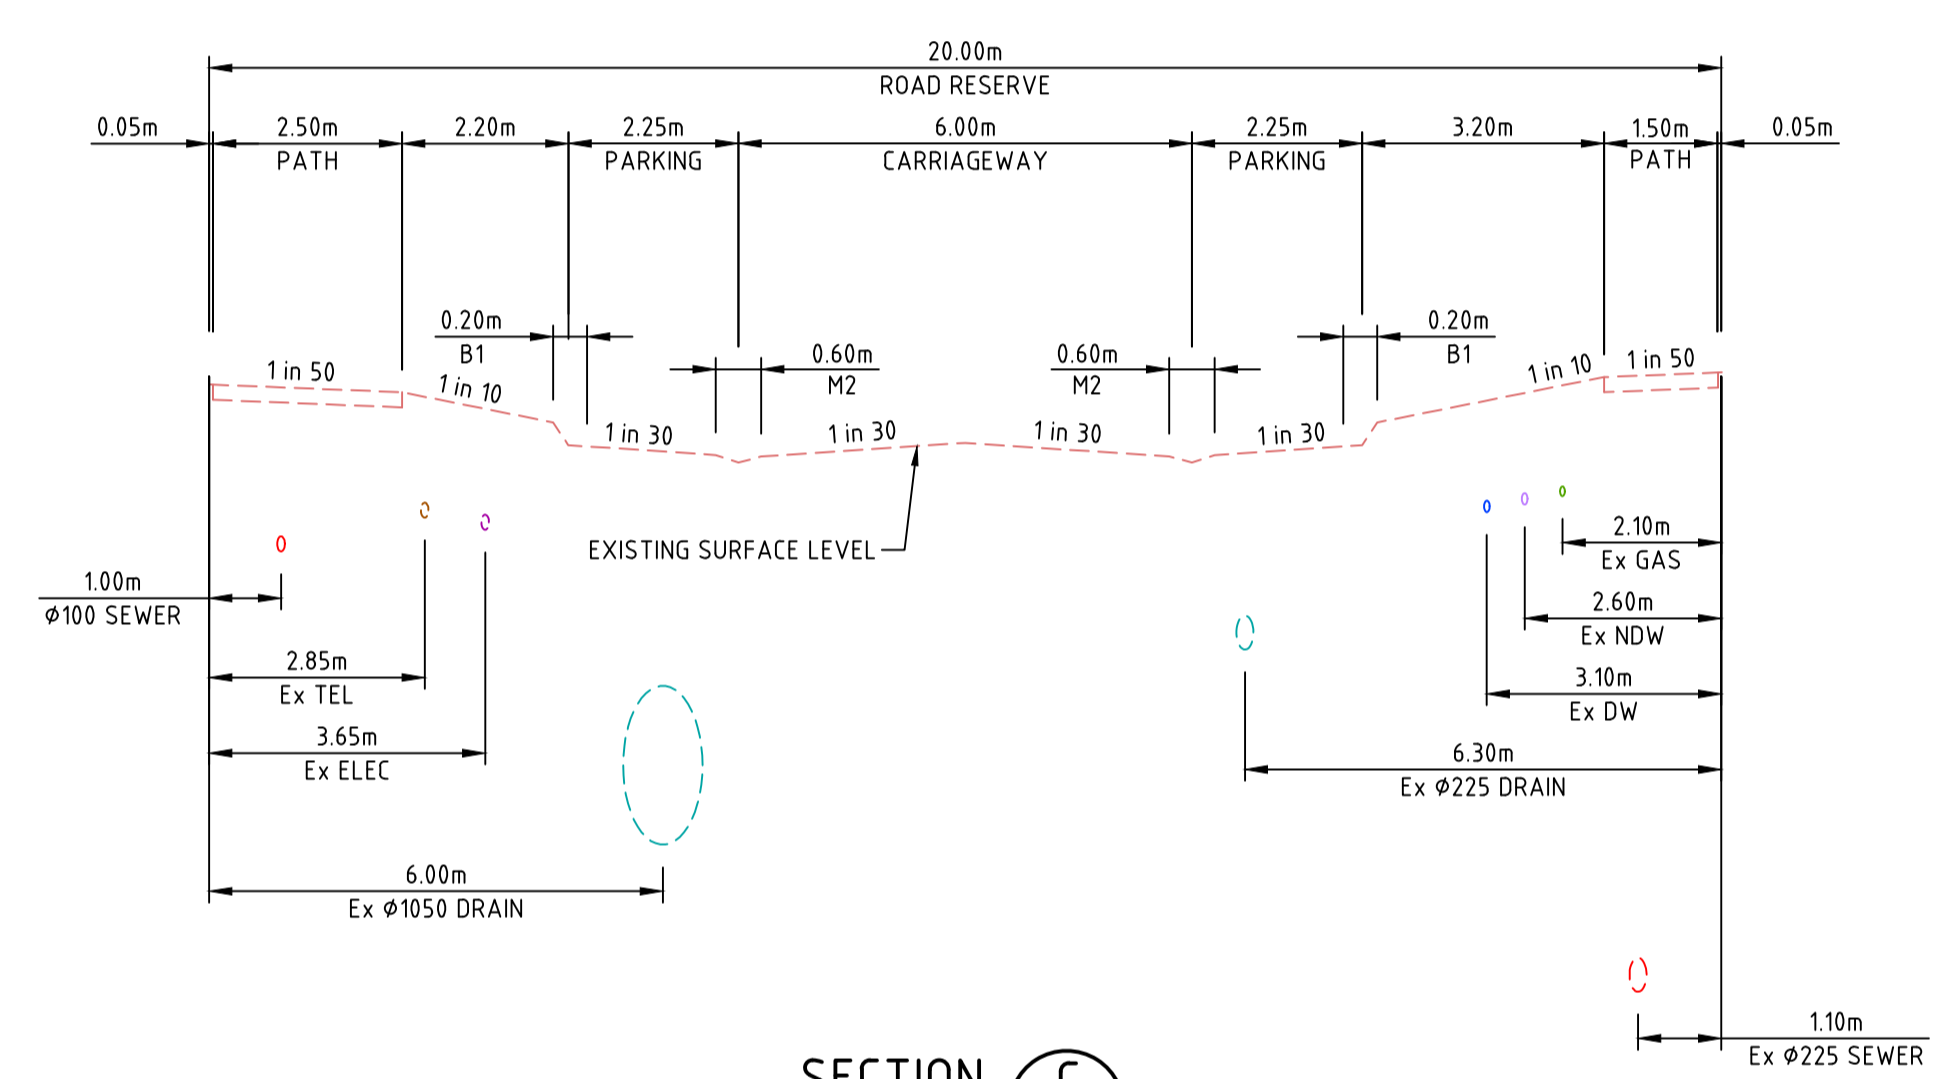 20.00m
ROAD RESERVE
0.05m 2.50m 2.20m 2.25m 6.00m 2.25m 3.20m 1.50m 0.05m
PATH PARKING CARRIAGEWAY PARKING PATH
0.20m 0.20m
B1 B1
0.60m 0.60m
M2 M2
1 in 50 1 in 10 1 in 10 1 in 50
1 in 30 1 in 30 1 in 30 1 in 30
EXISTING SURFACE LEVEL
2.10m
Ex GAS
1.00m
Φ100 SEWER
2.60m
Ex NDW
2.85m
Ex TEL
3.10m
Ex DW
3.65m
Ex ELEC
6.30m
Ex Φ225 DRAIN
6.00m
Ex Φ1050 DRAIN
1.10m
Ex Φ225 SEWER
SECTION